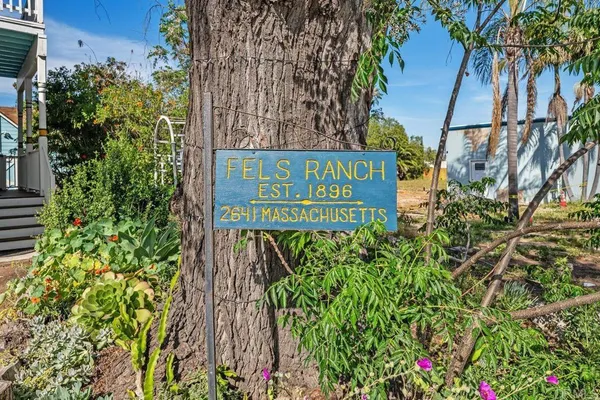 FELS RANCH
EST. 1896
2641 MASSACHUSETTS